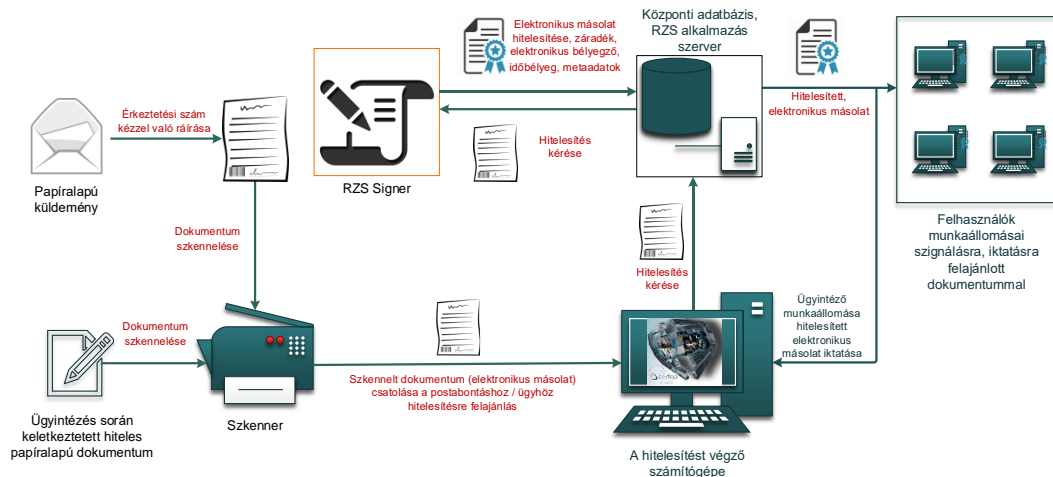 Elektronikus másolat
hitelesítése, záradék,
elektronikus bélyegző,
időbélyeg, metaadatok
Központi adatbázis,
RZS alkalmazás
szerver
Érkeztetési szám
kézzel való ráírása
Papíralapú
küldemény
RZS Signer
Hitelesítés
kérése
Hitelesített,
elektronikus másolat
Felhasználók
munkaállomásai
szignálásra, iktatásra
felajánlott
dokumentummal
Dokumentum
szkennelése
Hitelesítés
kérése
Ügyintéző
munkaállomása
hitelesített
elektronikus
másolat iktatása
Dokumentum
szkennelése
Szkennelt dokumentum (elektronikus másolat)
csatolása a postabontáshoz / ügyhöz
hitelesítésre felajánlás
Ügyintézés során
keletkeztetett hiteles
papíralapú dokumentum
Szkenner
A hitelesítést végző
számítógépe